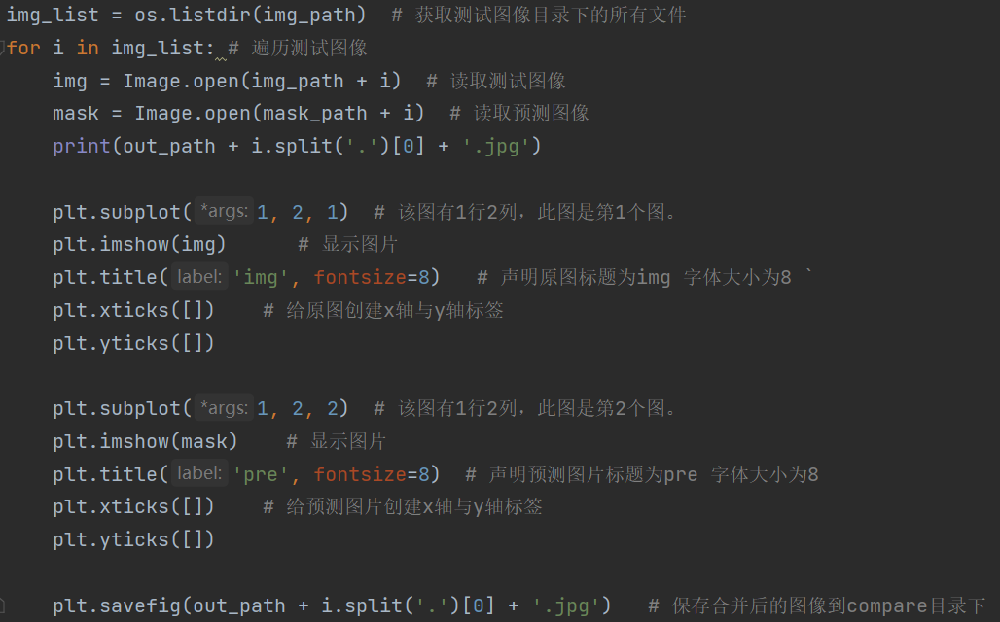 img_list = os.listdir(img_path)  # 获取测试图像目录下的所有文件
for i in img_list: # 遍历测试图像
    img = Image.open(img_path + i)  # 读取测试图像
    mask = Image.open(mask_path + i)  # 读取预测图像
    print(out_path + i.split('.')[0] + '.jpg')
    plt.subplot( *args: 1, 2, 1)  # 该图有1行2列，此图是第1个图。
    plt.imshow(img)      # 显示图片
    plt.title( label: 'img', fontsize=8)   # 声明原图标题为img 字体大小为8 `
    plt.xticks([])    # 给原图创建x轴与y轴标签
    plt.yticks([])
    plt.subplot( *args: 1, 2, 2)  # 该图有1行2列，此图是第2个图。
    plt.imshow(mask)    # 显示图片
    plt.title( label: 'pre', fontsize=8)  # 声明预测图片标题为pre 字体大小为8
    plt.xticks([])    # 给预测图片创建x轴与y轴标签
    plt.yticks([])
    plt.savefig(out_path + i.split('.')[0] + '.jpg')   # 保存合并后的图像到compare目录下